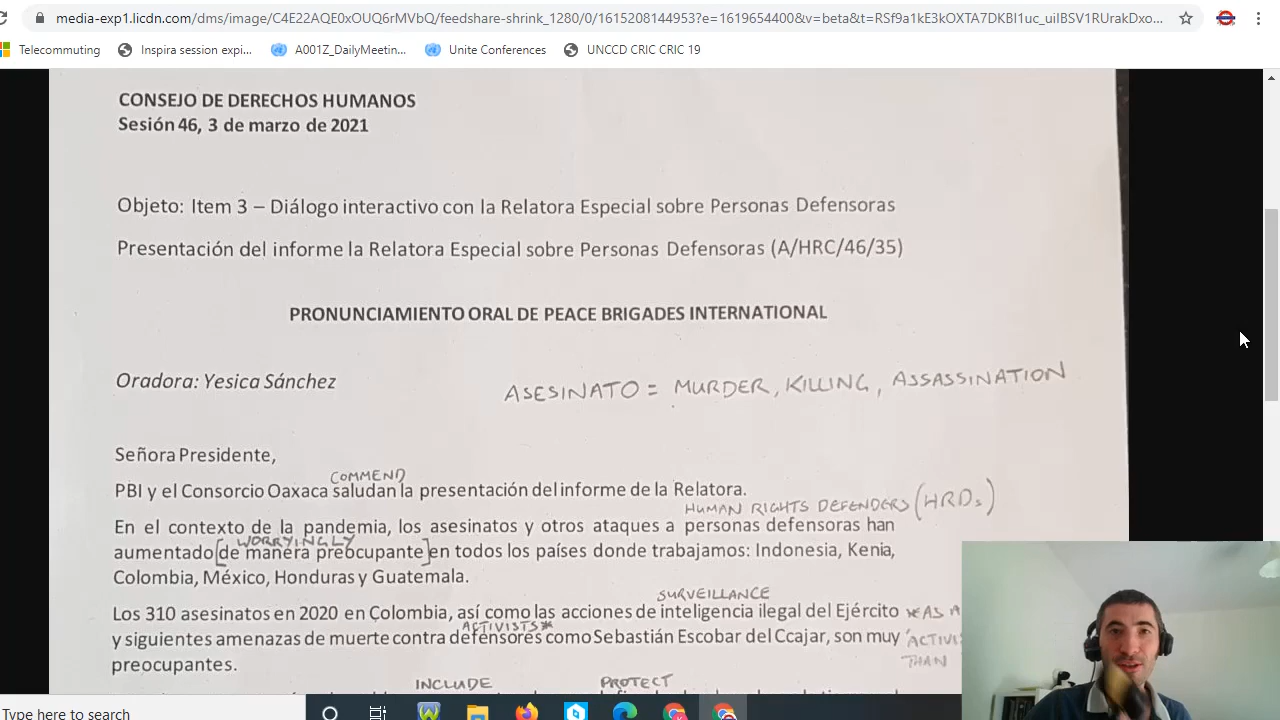 media-exp1.licdn.com/dms/image/C4E22AQE0xOUQ6rMVbQ/feedshare-shrink_1280/0/1615208144953?e=1619654400&v=beta&t=RSf9a1kE3kOXTA7DKBI1uc_uiIBSV1RUrakDxo...
Telecommuting Inspira session expi... A001Z_DailyMeetin... Unite Conferences UNCCD CRIC CRIC 19
CONSEJO DE DERECHOS HUMANOS
Sesión 46, 3 de marzo de 2021
Objeto: Item 3 – Diálogo interactivo con la Relatora Especial sobre Personas Defensoras
Presentación del informe la Relatora Especial sobre Personas Defensoras (A/HRC/46/35)
PRONUNCIAMIENTO ORAL DE PEACE BRIGADES INTERNATIONAL
Oradora: Yesica Sánchez
ASESINATO = MURDER, KILLING, ASSASSINATION
Señora Presidente,
COMMEND
PBI y el Consorcio Oaxaca saludan la presentación del informe de la Relatora.
HUMAN RIGHTS DEFENDERS (HRDs)
En el contexto de la pandemia, los asesinatos y otros ataques a personas defensoras han
WORRYINGLY
aumentado [de manera preocupante] en todos los países donde trabajamos: Indonesia, Kenia,
Colombia, México, Honduras y Guatemala.
SURVEILLANCE
Los 310 asesinatos en 2020 en Colombia, así como las acciones de inteligencia ilegal del Ejército *AS A
ACTIVISTS*
y siguientes amenazas de muerte contra defensores como Sebastián Escobar del Ccajar, son muy 'ACTIVIS
preocupantes. THAN
INCLUDE PROTECT
Type here to search